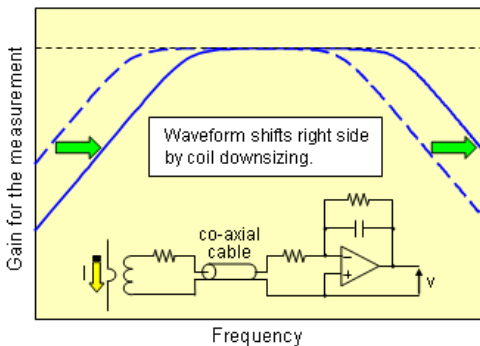 Gain for the measurement
Waveform shifts right side
by coil downsizing.
co-axial
cable
I
−
+
v
Frequency